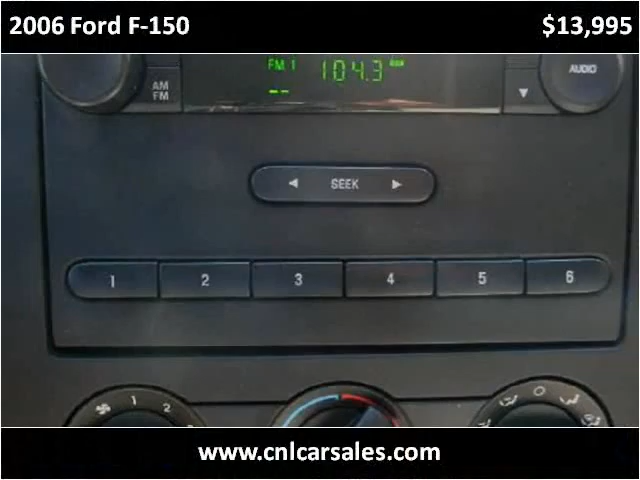 2006 Ford F-150 $13,995
FM 1 104.3
AM
FM
--
AUDIO
▼
◀ SEEK ▶
1 2 3 4 5 6
1 2
www.cnlcarsales.com